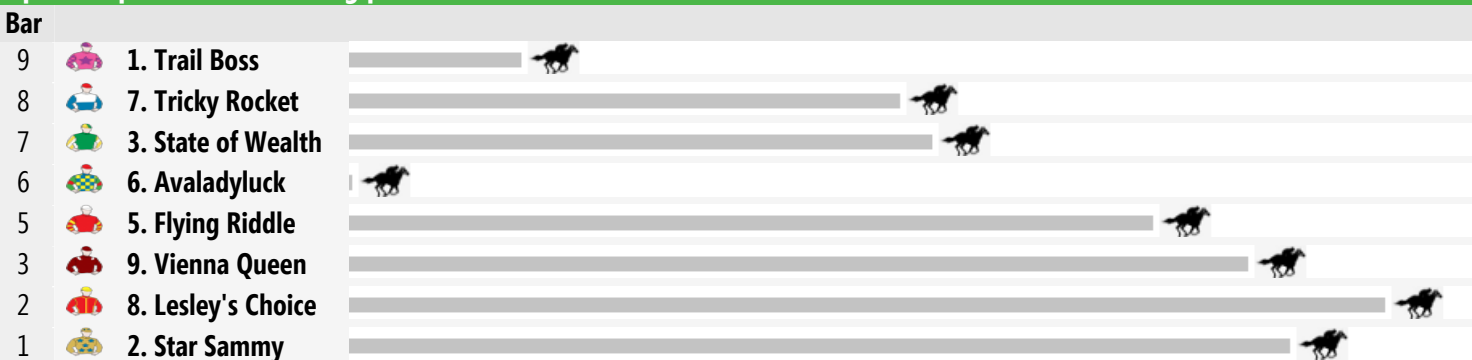 Bar
9 1. Trail Boss
8 7. Tricky Rocket
7 3. State of Wealth
6 6. Avaladyluck
5 5. Flying Riddle
3 9. Vienna Queen
2 8. Lesley's Choice
1 2. Star Sammy